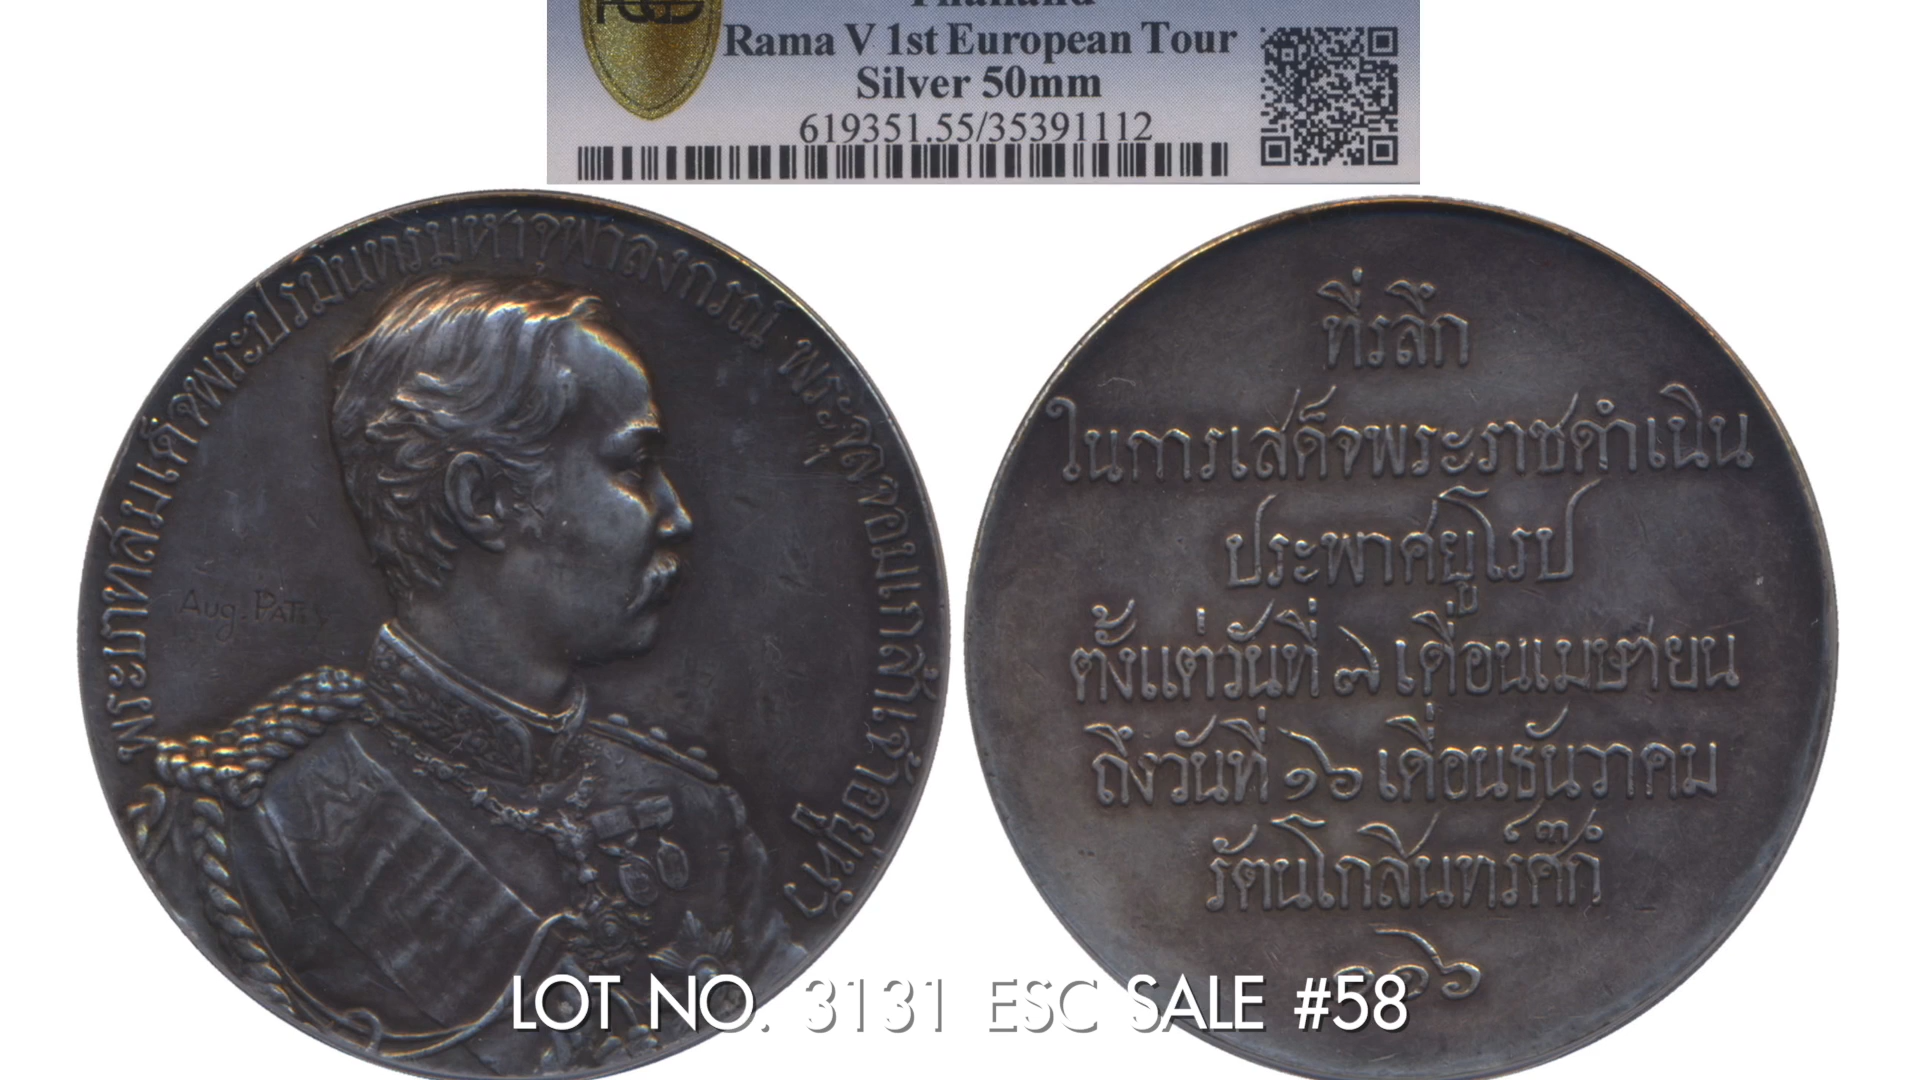 Thailand
Rama V 1st European Tour
Silver 50mm
619351.55/35391112
พระบาทสมเด็จพระปรมินทรมหาจุฬาลงกรณ์ พระจุลจอมเกล้าเจ้าอยู่หัว
Aug. PATEY
ที่รลึก
ในการเสด็จพระราชดำเนิน
ประพาศยูโรป
ตั้งแต่วันที่ ๗ เดือนเมษายน
ถึงวันที่ ๑๖ เดือนธันวาคม
รัตนโกสินทร์ศก
๑๑๖
LOT NO. 3131 ESC SALE #58